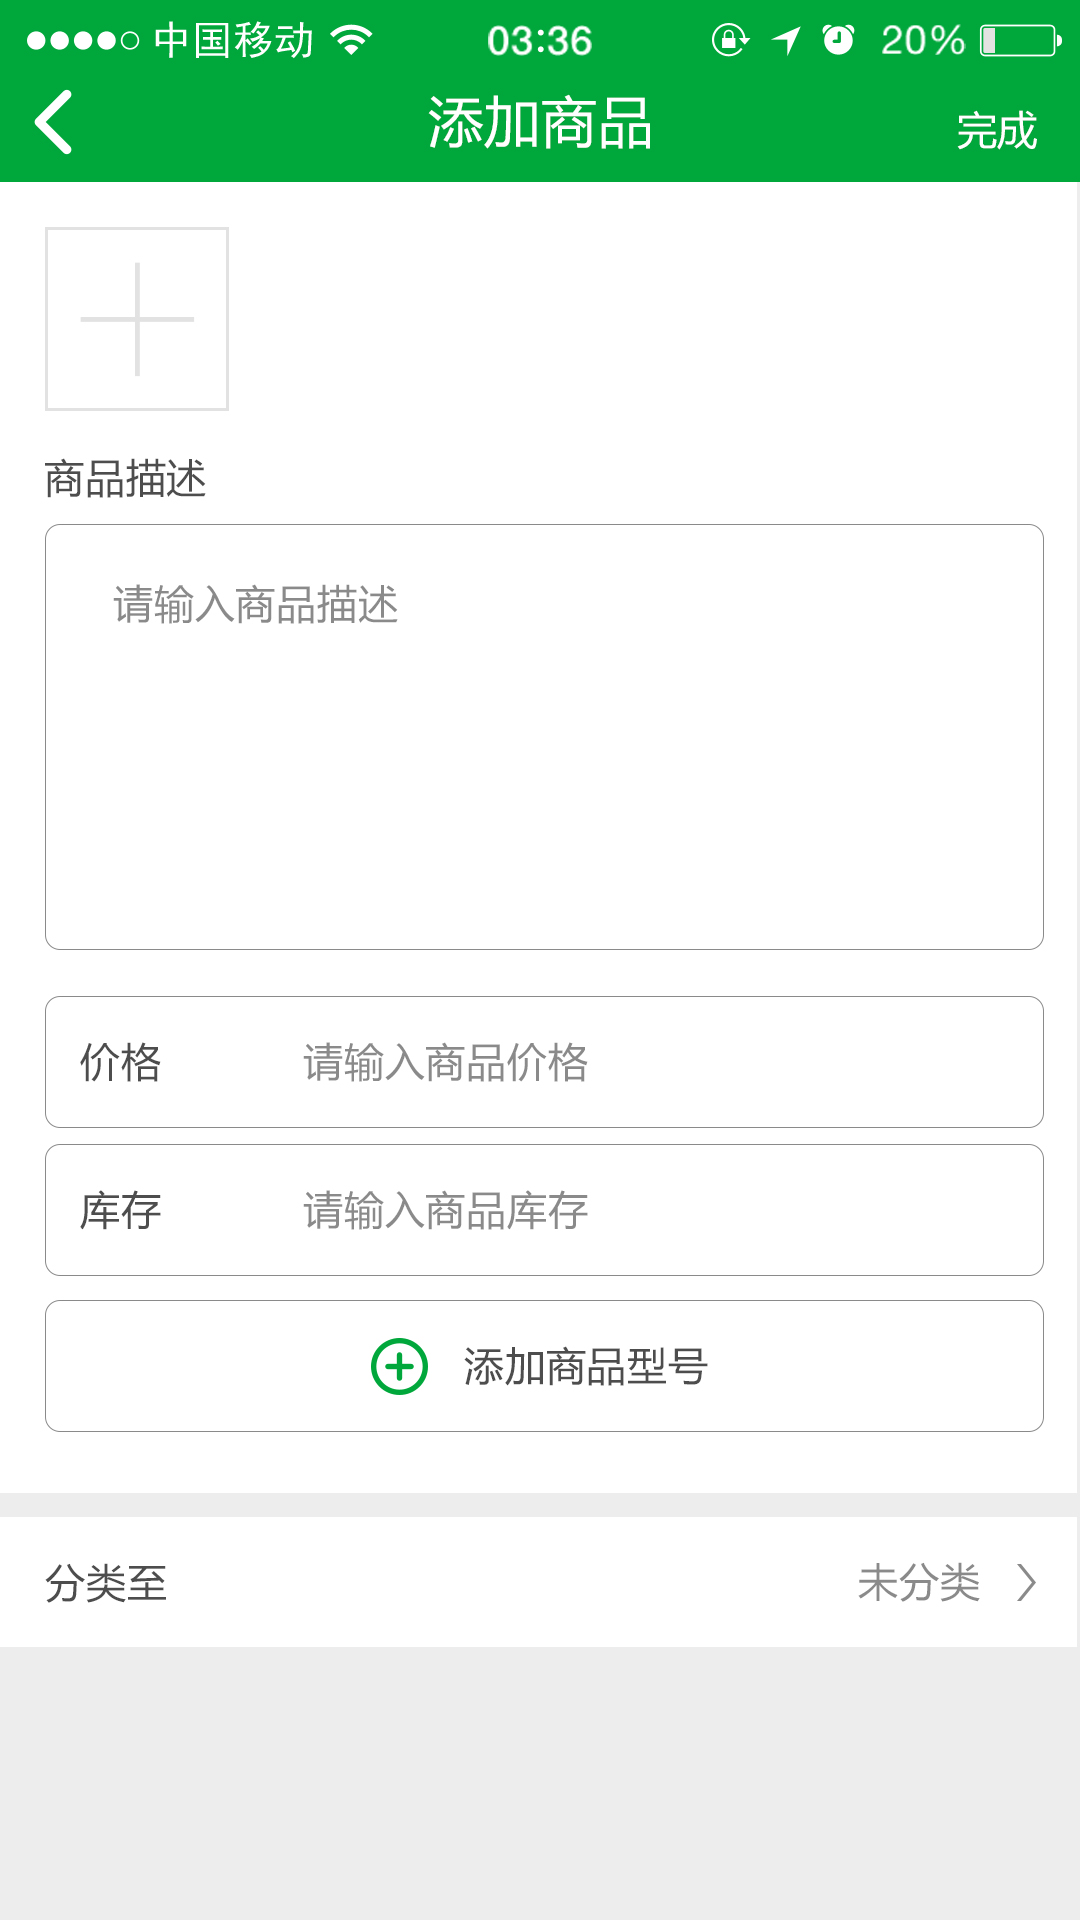 中国移动 03:36 20%
添加商品 完成
商品描述
请输入商品描述
价格 请输入商品价格
库存 请输入商品库存
添加商品型号
分类至 未分类